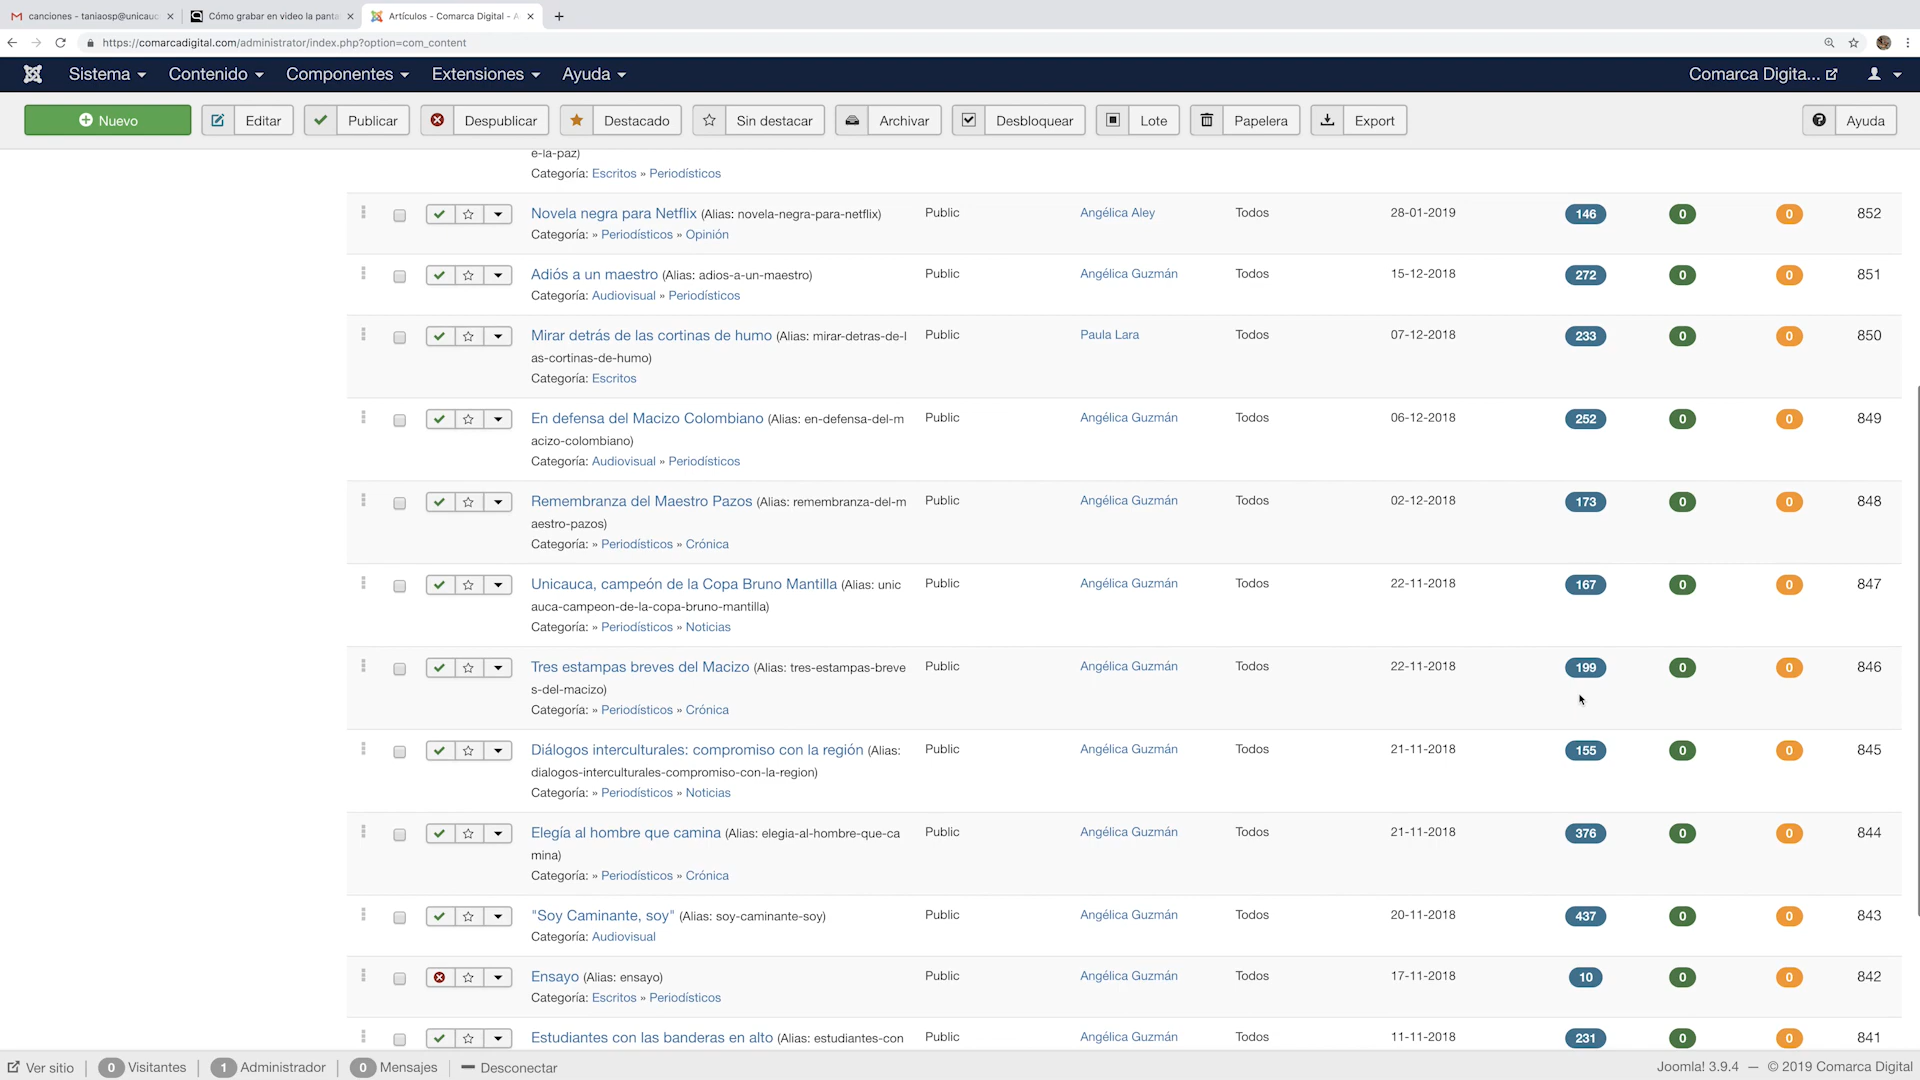 canciones - taniaosp@unicauc
Cómo grabar en video la panta
Artículos - Comarca Digital - A
https://comarcadigital.com/administrator/index.php?option=com_content
Sistema Contenido Componentes Extensiones Ayuda Comarca Digita...
Nuevo Editar Publicar Despublicar Destacado Sin destacar Archivar Desbloquear Lote Papelera Export Ayuda
e-la-paz)
Categoría: Escritos » Periodísticos
Novela negra para Netflix (Alias: novela-negra-para-netflix) Public Angélica Aley Todos 28-01-2019 146 0 0 852
Categoría: » Periodísticos » Opinión
Adiós a un maestro (Alias: adios-a-un-maestro) Public Angélica Guzmán Todos 15-12-2018 272 0 0 851
Categoría: Audiovisual » Periodísticos
Mirar detrás de las cortinas de humo (Alias: mirar-detras-de-l Public Paula Lara Todos 07-12-2018 233 0 0 850
as-cortinas-de-humo)
Categoría: Escritos
En defensa del Macizo Colombiano (Alias: en-defensa-del-m Public Angélica Guzmán Todos 06-12-2018 252 0 0 849
acizo-colombiano)
Categoría: Audiovisual » Periodísticos
Remembranza del Maestro Pazos (Alias: remembranza-del-m Public Angélica Guzmán Todos 02-12-2018 173 0 0 848
aestro-pazos)
Categoría: » Periodísticos » Crónica
Unicauca, campeón de la Copa Bruno Mantilla (Alias: unic Public Angélica Guzmán Todos 22-11-2018 167 0 0 847
auca-campeon-de-la-copa-bruno-mantilla)
Categoría: » Periodísticos » Noticias
Tres estampas breves del Macizo (Alias: tres-estampas-breve Public Angélica Guzmán Todos 22-11-2018 199 0 0 846
s-del-macizo)
Categoría: » Periodísticos » Crónica
Diálogos interculturales: compromiso con la región (Alias: Public Angélica Guzmán Todos 21-11-2018 155 0 0 845
dialogos-interculturales-compromiso-con-la-region)
Categoría: » Periodísticos » Noticias
Elegía al hombre que camina (Alias: elegia-al-hombre-que-ca Public Angélica Guzmán Todos 21-11-2018 376 0 0 844
mina)
Categoría: » Periodísticos » Crónica
"Soy Caminante, soy" (Alias: soy-caminante-soy) Public Angélica Guzmán Todos 20-11-2018 437 0 0 843
Categoría: Audiovisual
Ensayo (Alias: ensayo) Public Angélica Guzmán Todos 17-11-2018 10 0 0 842
Categoría: Escritos » Periodísticos
Estudiantes con las banderas en alto (Alias: estudiantes-con Public Angélica Guzmán Todos 11-11-2018 231 0 0 841
Ver sitio 0 Visitantes 1 Administrador 0 Mensajes Desconectar Joomla! 3.9.4 — © 2019 Comarca Digital